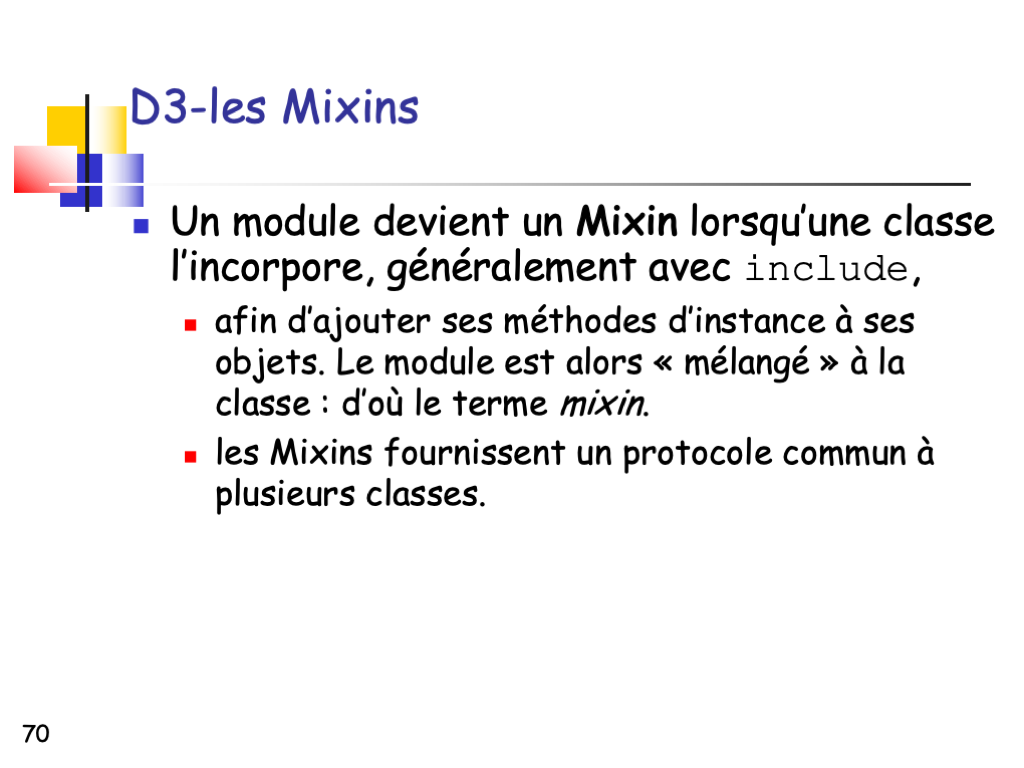 D3-les Mixins
Un module devient un Mixin lorsqu’une classe
l’incorpore, généralement avec include,
afin d’ajouter ses méthodes d’instance à ses
objets. Le module est alors « mélangé » à la
classe : d’où le terme mixin.
les Mixins fournissent un protocole commun à
plusieurs classes.
70